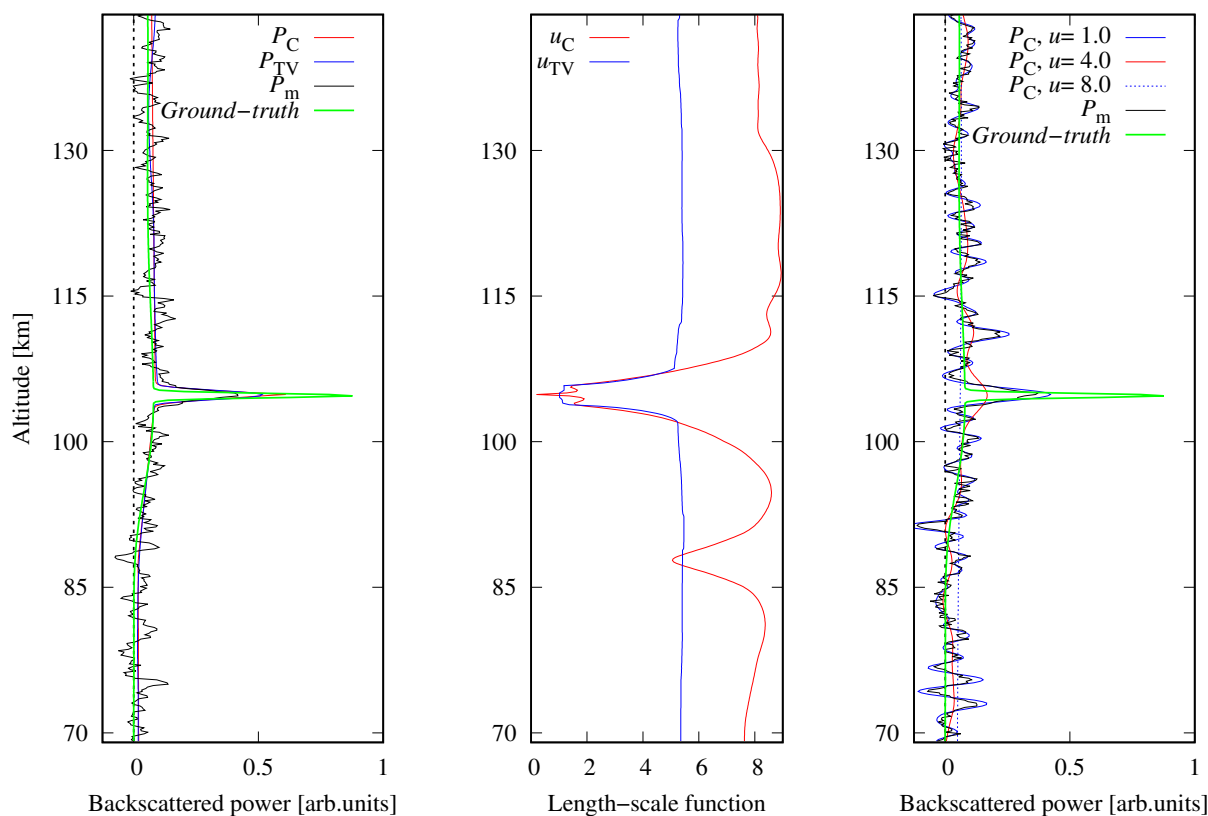 P_C
P_TV
P_m
Ground−truth
130
115
100
85
70
Altitude [km]
0 0.5 1
Backscattered power [arb.units]
u_C
u_TV
130
115
100
85
70
0 2 4 6 8
Length−scale function
P_C, u= 1.0
P_C, u= 4.0
P_C, u= 8.0
P_m
Ground−truth
130
115
100
85
70
0 0.5 1
Backscattered power [arb.units]